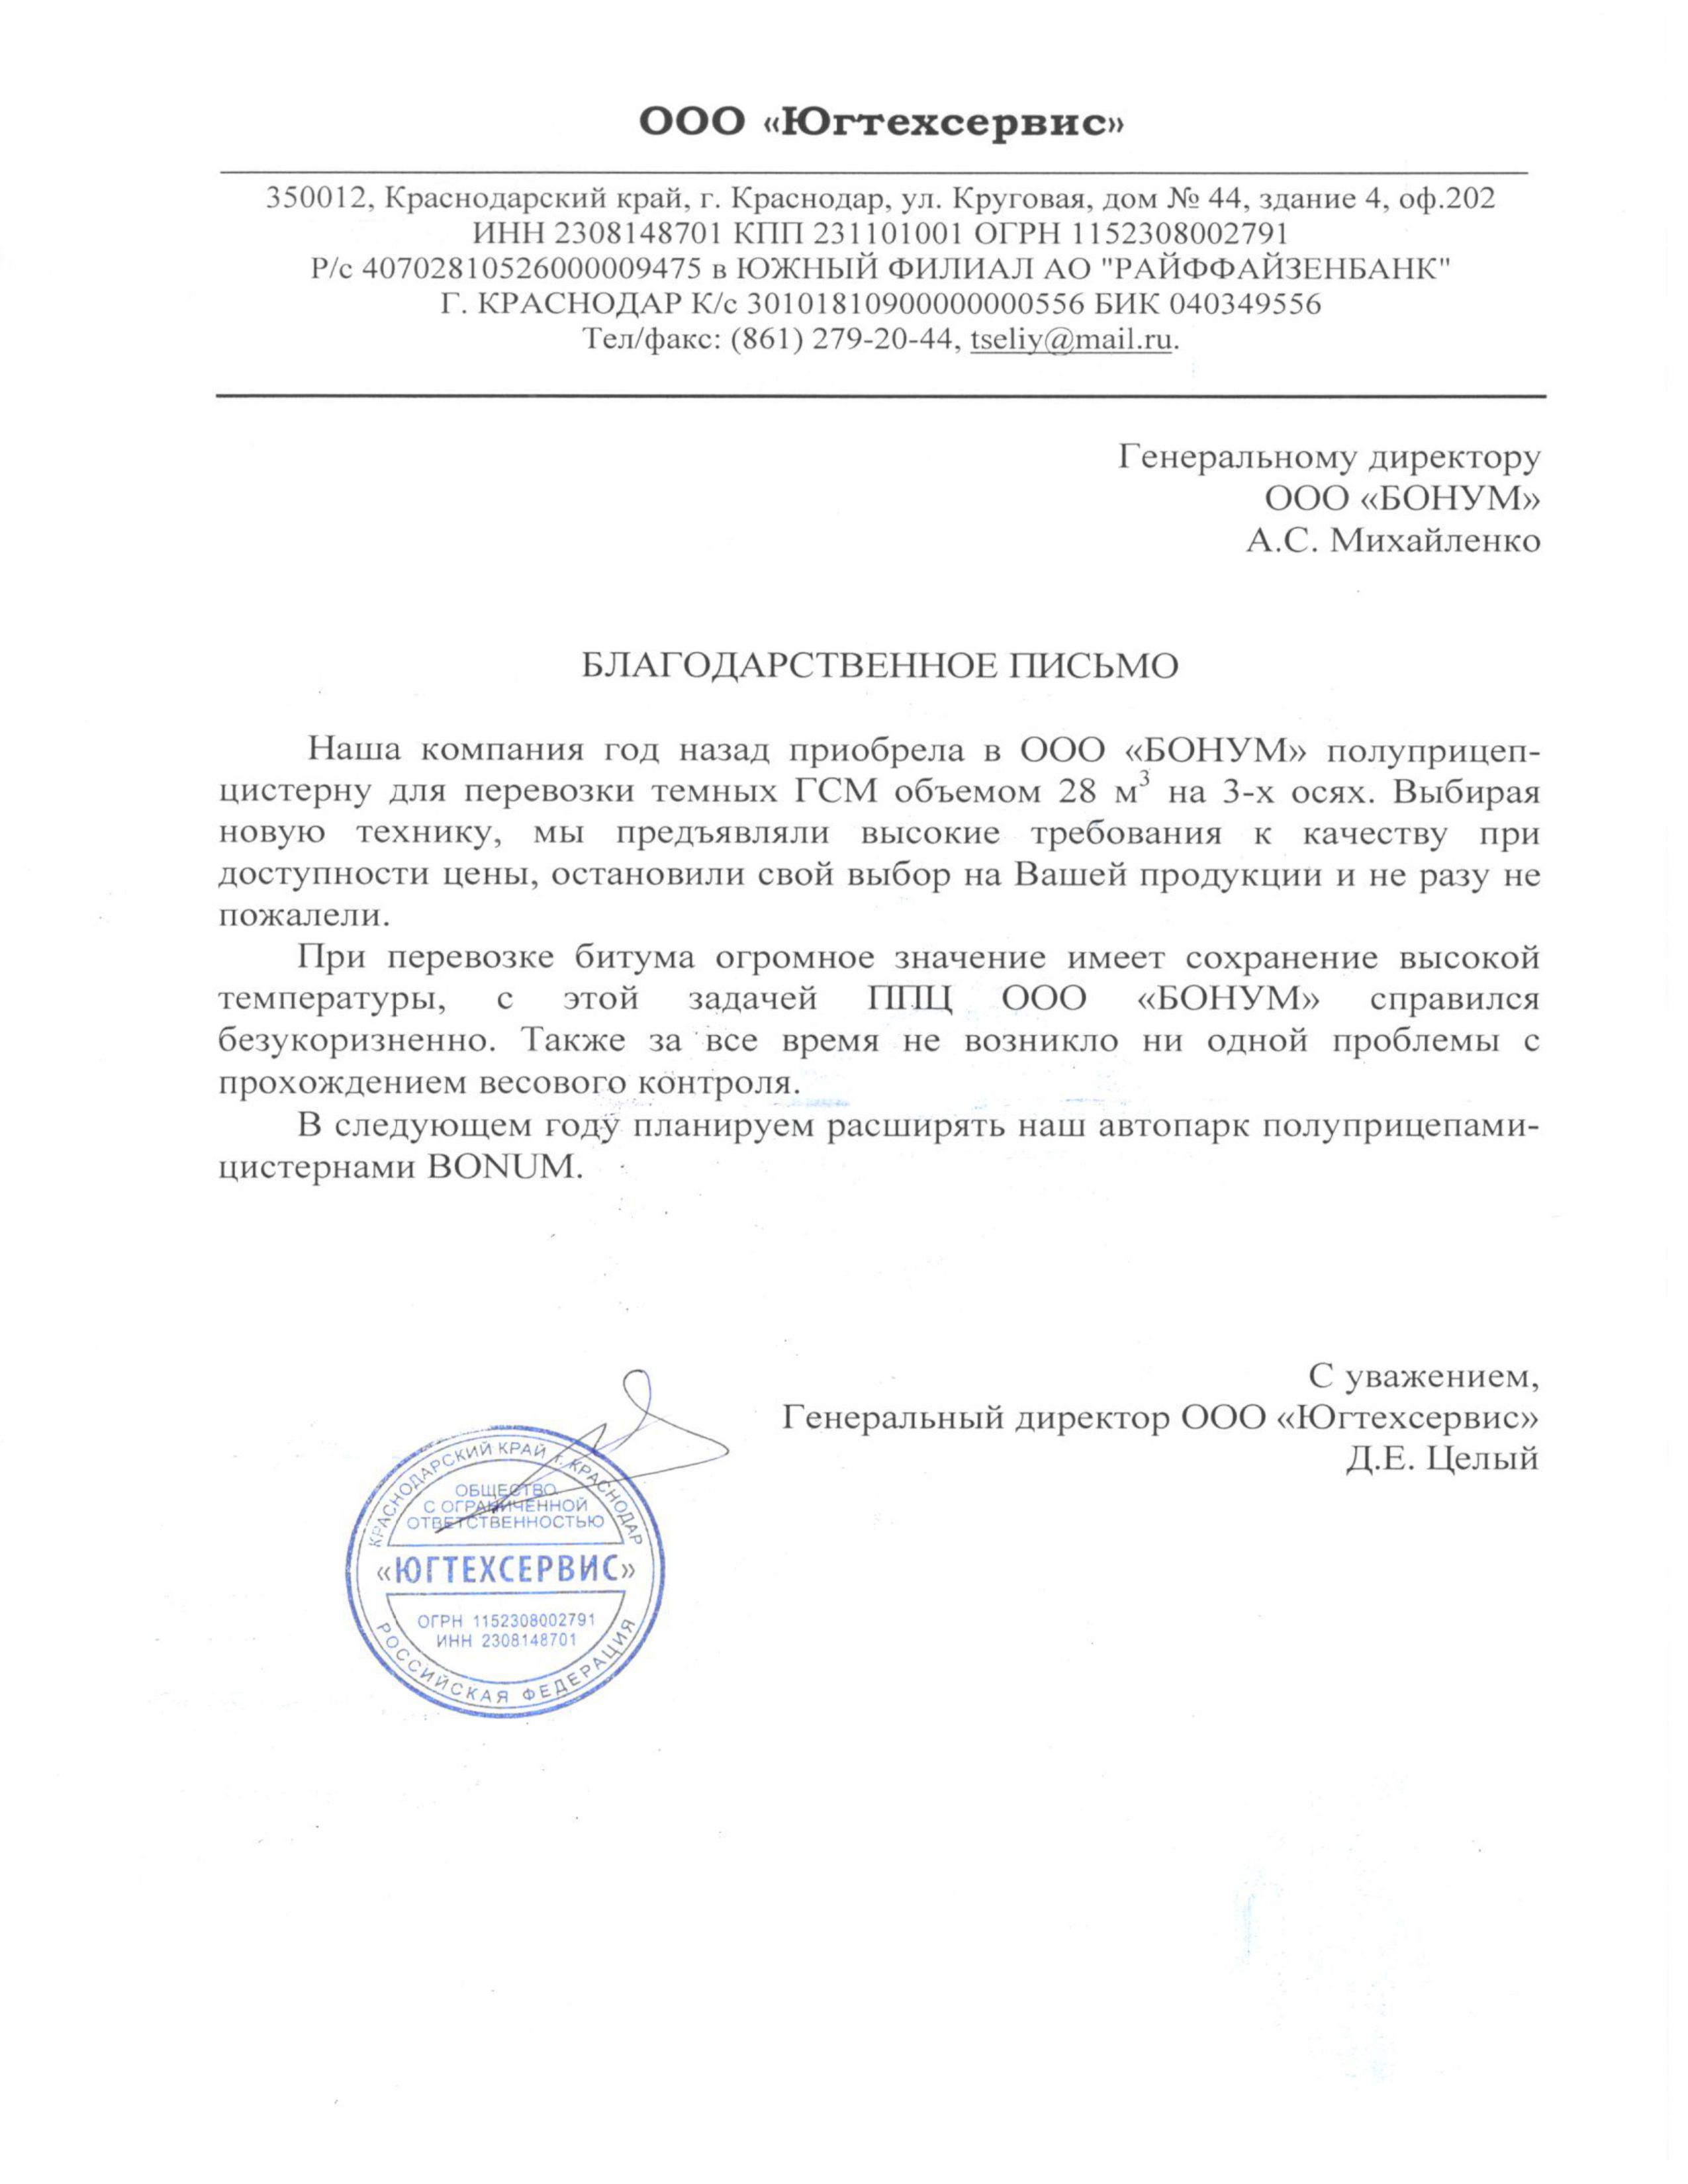 ООО «Югтехсервис»
350012, Краснодарский край, г. Краснодар, ул. Круговая, дом № 44, здание 4, оф.202
ИНН 2308148701 КПП 231101001 ОГРН 1152308002791
Р/с 40702810526000009475 в ЮЖНЫЙ ФИЛИАЛ АО "РАЙФФАЙЗЕНБАНК"
Г. КРАСНОДАР К/с 30101810900000000556 БИК 040349556
Тел/факс: (861) 279-20-44, tseliy@mail.ru.
Генеральному директору
ООО «БОНУМ»
А.С. Михайленко
БЛАГОДАРСТВЕННОЕ ПИСЬМО
Наша компания год назад приобрела в ООО «БОНУМ» полуприцеп-
цистерну для перевозки темных ГСМ объемом 28 м³ на 3-х осях. Выбирая
новую технику, мы предъявляли высокие требования к качеству при
доступности цены, остановили свой выбор на Вашей продукции и не разу не
пожалели.
При перевозке битума огромное значение имеет сохранение высокой
температуры, с этой задачей ППЦ ООО «БОНУМ» справился
безукоризненно. Также за все время не возникло ни одной проблемы с
прохождением весового контроля.
В следующем году планируем расширять наш автопарк полуприцепами-
цистернами BONUM.
С уважением,
Генеральный директор ООО «Югтехсервис»
Д.Е. Целый
КРАСНОДАРСКИЙ КРАЙ г. КРАСНОДАР
ОБЩЕСТВО
С ОГРАНИЧЕННОЙ
ОТВЕТСТВЕННОСТЬЮ
«ЮГТЕХСЕРВИС»
ОГРН 1152308002791
ИНН 2308148701
РОССИЙСКАЯ ФЕДЕРАЦИЯ